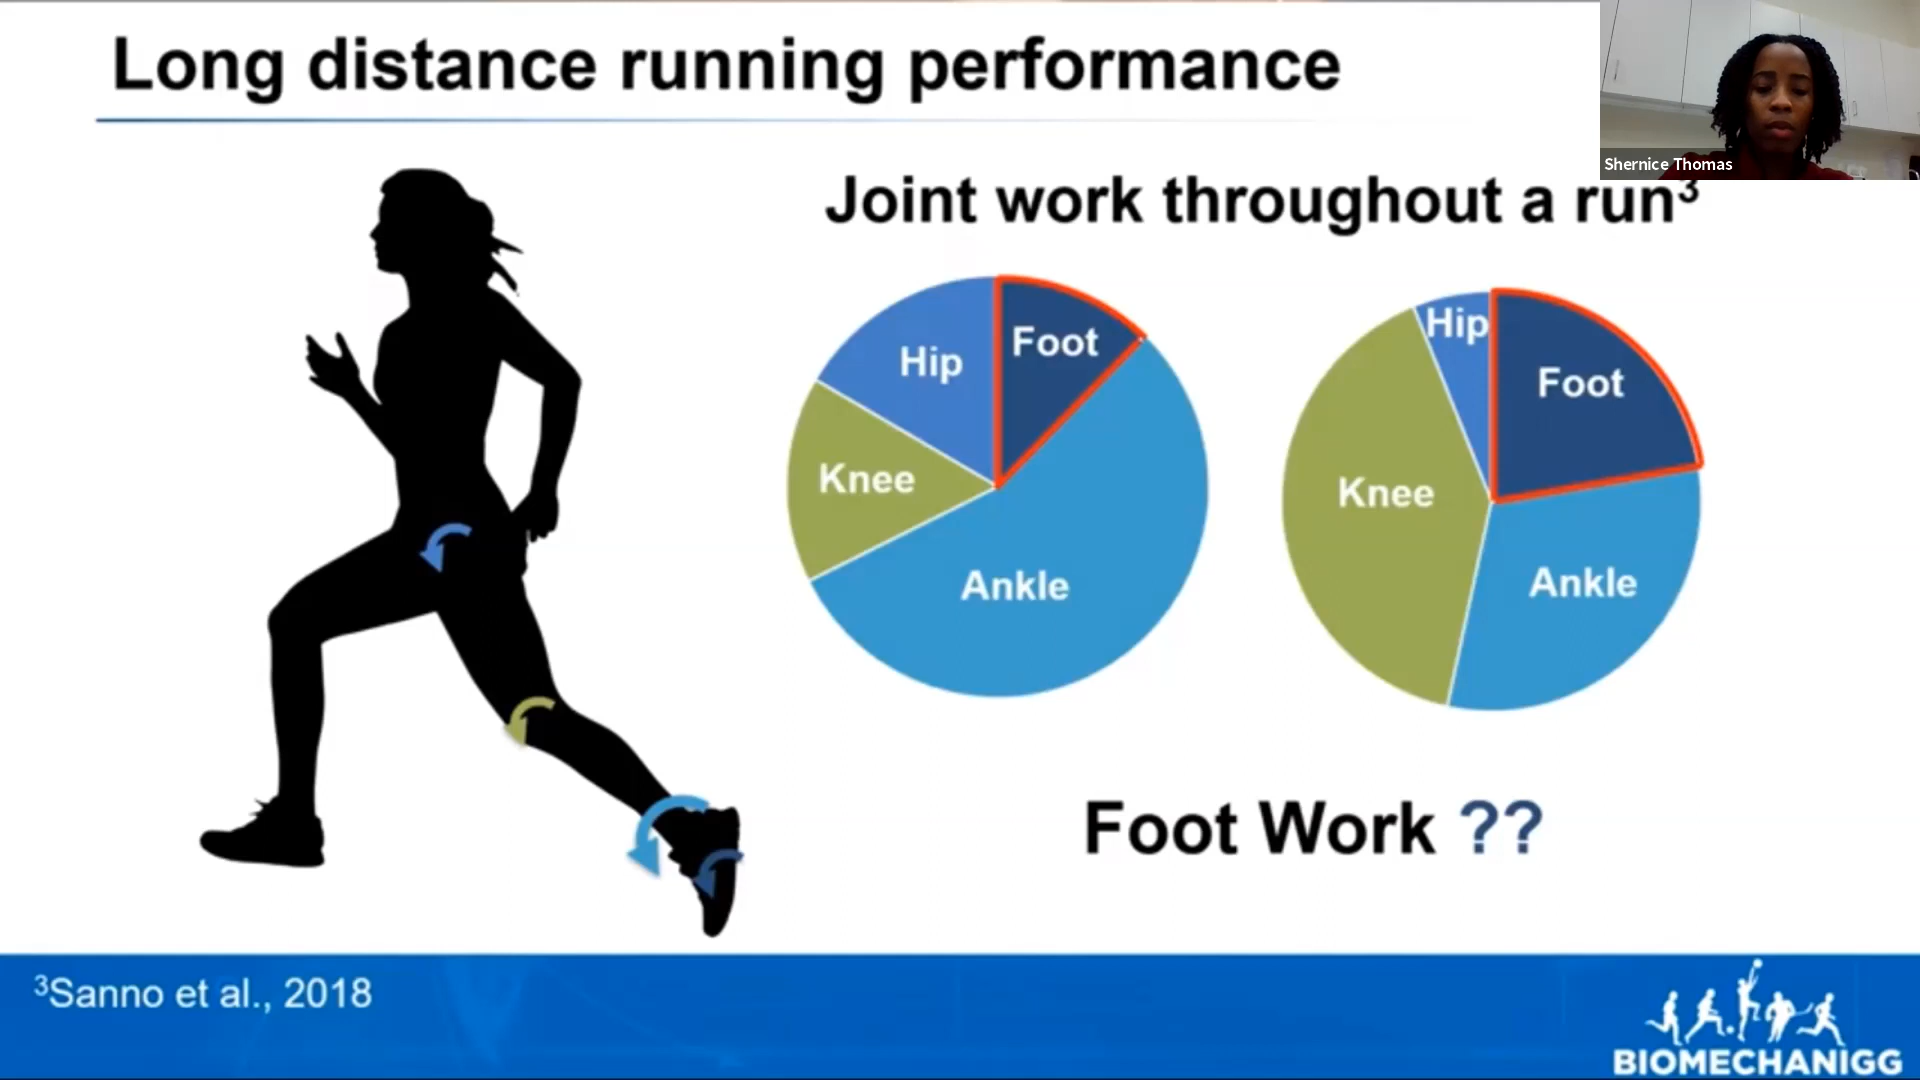 Long distance running performance
Shernice Thomas
Joint work throughout a run³
Hip
Foot
Knee
Ankle
Hip
Foot
Knee
Ankle
Foot Work ??
³Sanno et al., 2018
BIOMECHANIGG